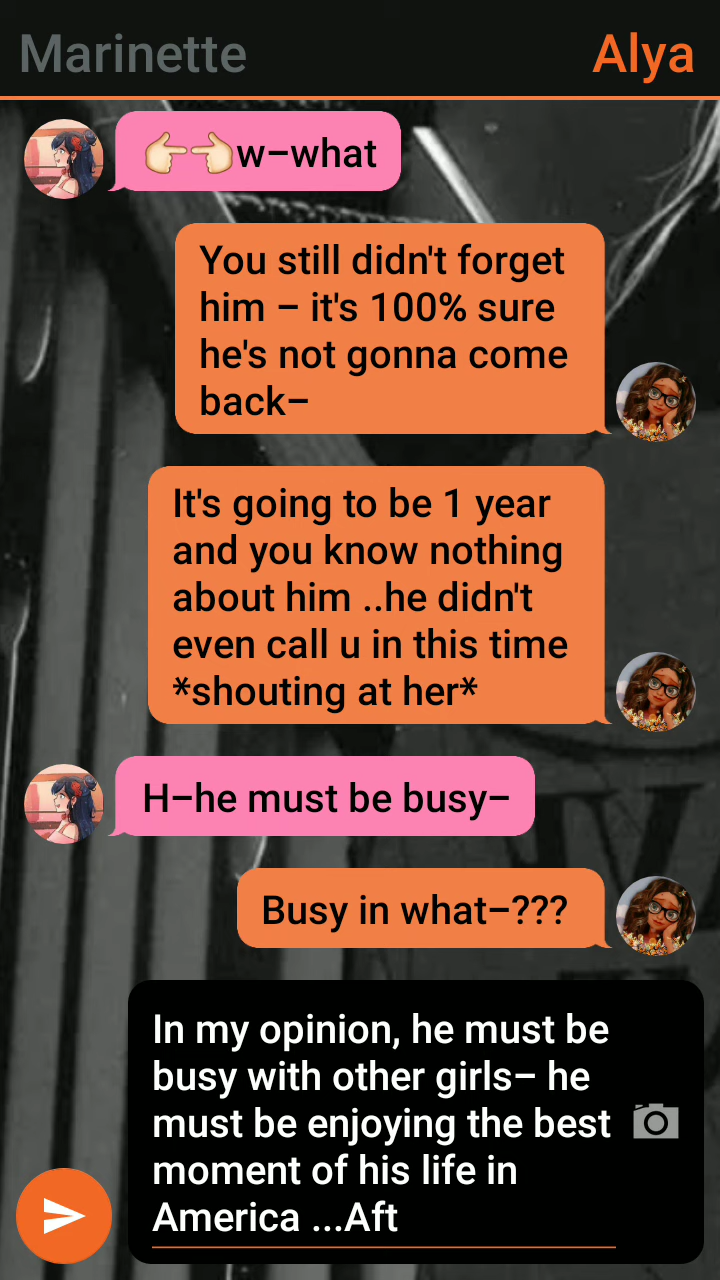 Marinette Alya
👉👈w–what
You still didn't forget
him – it's 100% sure
he's not gonna come
back–
It's going to be 1 year
and you know nothing
about him ..he didn't
even call u in this time
*shouting at her*
H–he must be busy–
Busy in what–???
In my opinion, he must be
busy with other girls– he
must be enjoying the best
moment of his life in
America ...Aft